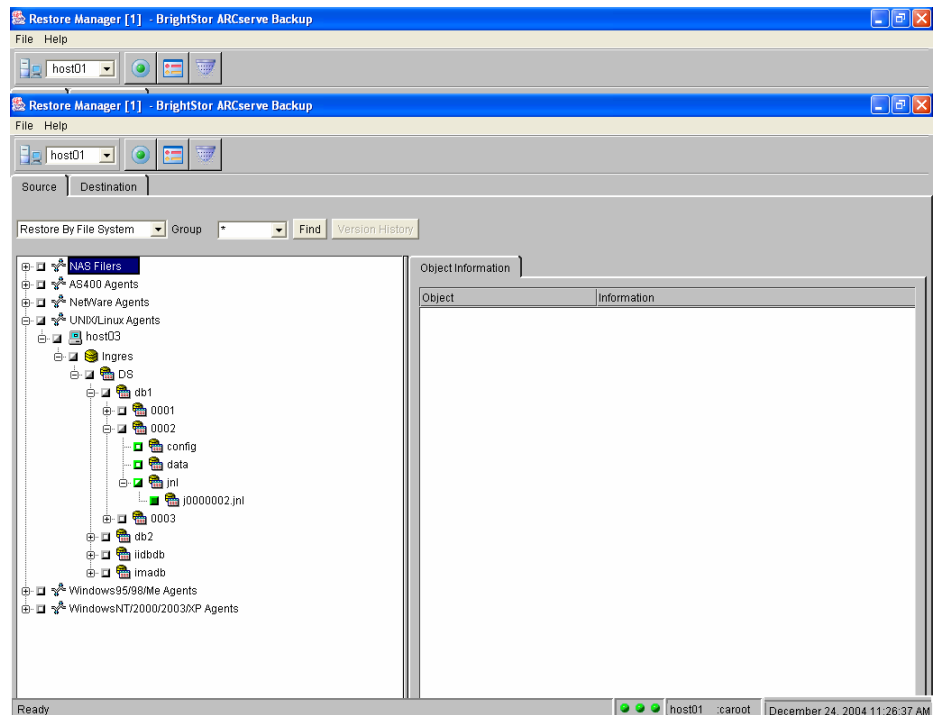 Restore Manager [1] - BrightStor ARCserve Backup
File Help
host01
Restore Manager [1] - BrightStor ARCserve Backup
File Help
host01
Source Destination
Restore By File System Group * Find Version History
NAS Filers
AS400 Agents
NetWare Agents
UNIX/Linux Agents
host03
Ingres
DS
db1
0001
0002
config
data
jnl
j0000002.jnl
0003
db2
iidbdb
imadb
Windows95/98/Me Agents
WindowsNT/2000/2003/XP Agents
Object Information
Object Information
Ready host01 :caroot December 24, 2004 11:26:37 AM